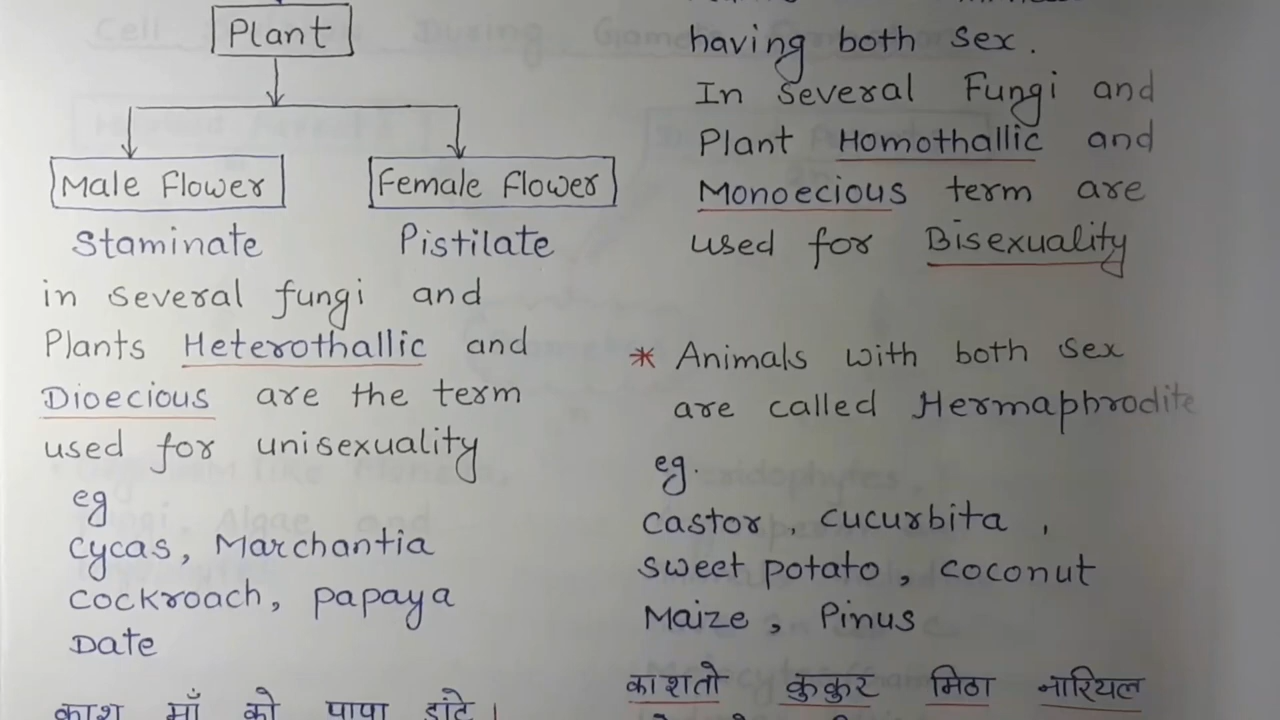 Plant
Male Flower
Female Flower
Staminate
Pistilate
in several fungi and
Plants Heterothallic and
Dioecious are the term
used for unisexuality
eg
Cycas, Marchantia
Cockroach, papaya
Date
काश माँ को पापा डांटे।
having both sex.
In several Fungi and
Plant Homothallic and
Monoecious term are
used for Bisexuality
* Animals with both sex
are called Hermaphrodite
eg.
Castor, Cucurbita,
Sweet potato, coconut
Maize, Pinus
काशतो कुकुर मिठा नारियल